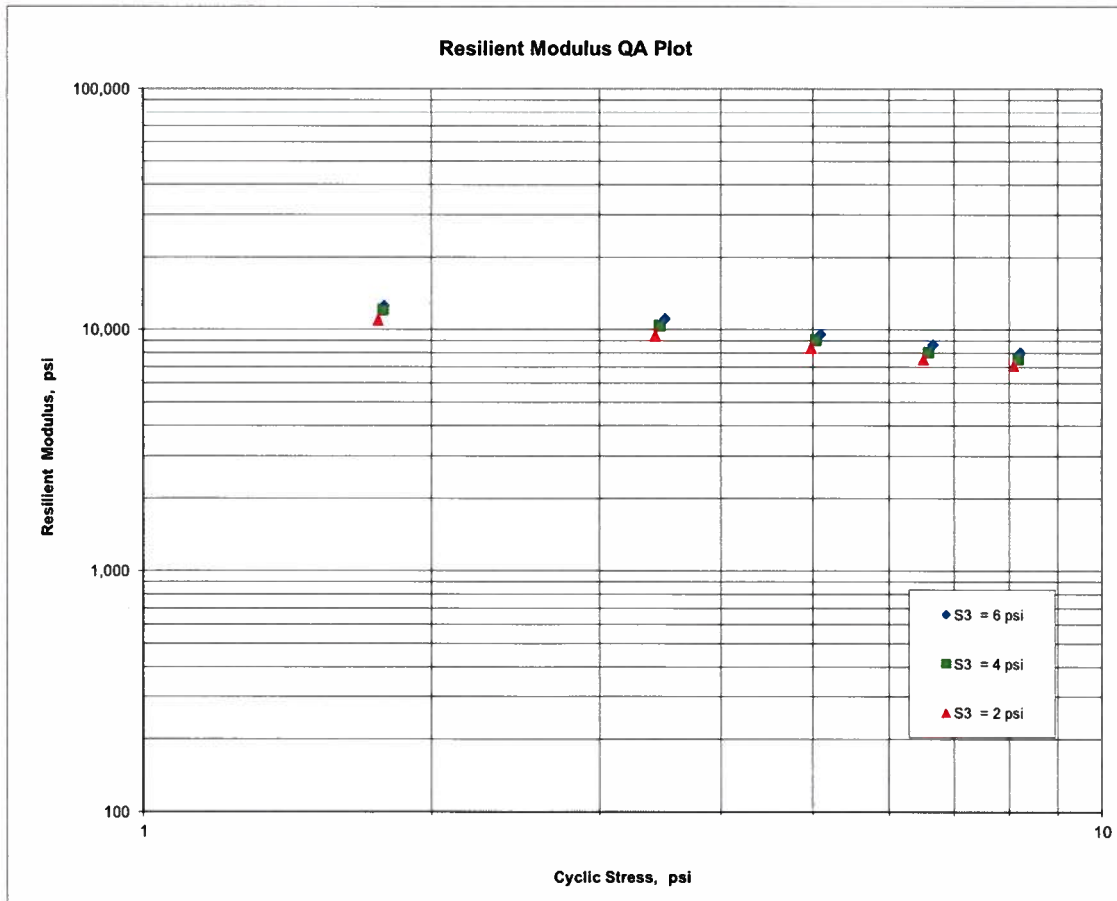 Resilient Modulus QA Plot
100,000
10,000
1,000
100
Resilient Modulus, psi
1
10
Cyclic Stress, psi
S3 = 6 psi
S3 = 4 psi
S3 = 2 psi